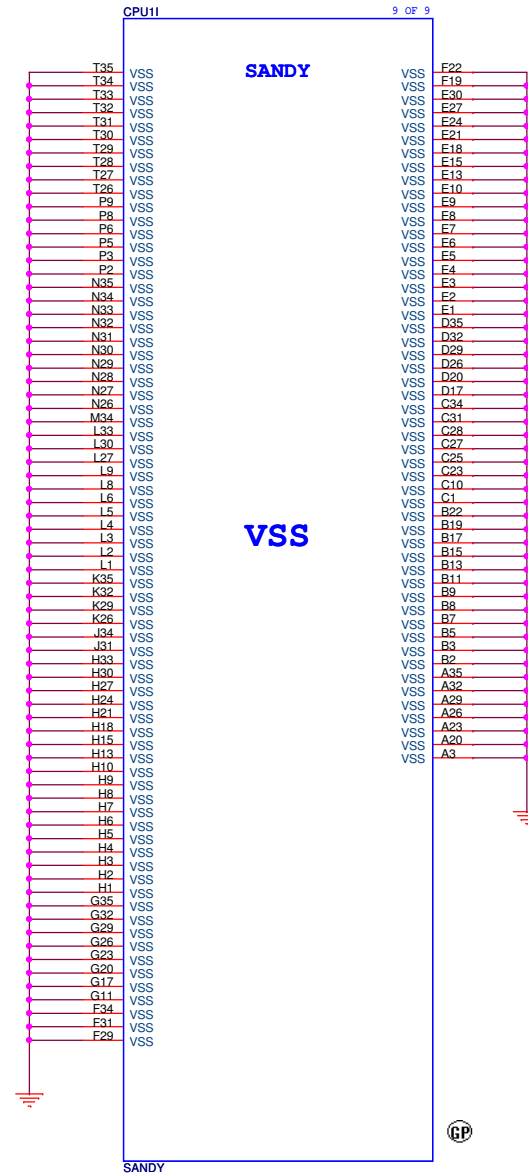 CPU1I 9 OF 9
SANDY
T35 VSS VSS F22
T34 VSS VSS F19
T33 VSS VSS E30
T32 VSS VSS E27
T31 VSS VSS E24
T30 VSS VSS E21
T29 VSS VSS E18
T28 VSS VSS E15
T27 VSS VSS E13
T26 VSS VSS E10
P9 VSS VSS E9
P8 VSS VSS E8
P6 VSS VSS E7
P5 VSS VSS E6
P3 VSS VSS E5
P2 VSS VSS E4
N35 VSS VSS E3
N34 VSS VSS E2
N33 VSS VSS E1
N32 VSS VSS D35
N31 VSS VSS D32
N30 VSS VSS D29
N29 VSS VSS D26
N28 VSS VSS D20
N27 VSS VSS D17
N26 VSS VSS C34
M34 VSS VSS C31
L33 VSS VSS C28
L30 VSS VSS C27
L27 VSS VSS C25
L9 VSS VSS C23
L8 VSS VSS C10
L6 VSS VSS C1
L5 VSS VSS B22
L4 VSS VSS B19
VSS
L3 VSS VSS B17
L2 VSS VSS B15
L1 VSS VSS B13
K35 VSS VSS B11
K32 VSS VSS B9
K29 VSS VSS B8
K26 VSS VSS B7
J34 VSS VSS B5
J31 VSS VSS B3
H33 VSS VSS B2
H30 VSS VSS A35
H27 VSS VSS A32
H24 VSS VSS A29
H21 VSS VSS A26
H18 VSS VSS A23
H15 VSS VSS A20
H13 VSS VSS A3
H10 VSS
H9 VSS
H8 VSS
H7 VSS
H6 VSS
H5 VSS
H4 VSS
H3 VSS
H2 VSS
H1 VSS
G35 VSS
G32 VSS
G29 VSS
G26 VSS
G23 VSS
G20 VSS
G17 VSS
G11 VSS
F34 VSS
F31 VSS
F29 VSS
GP
SANDY